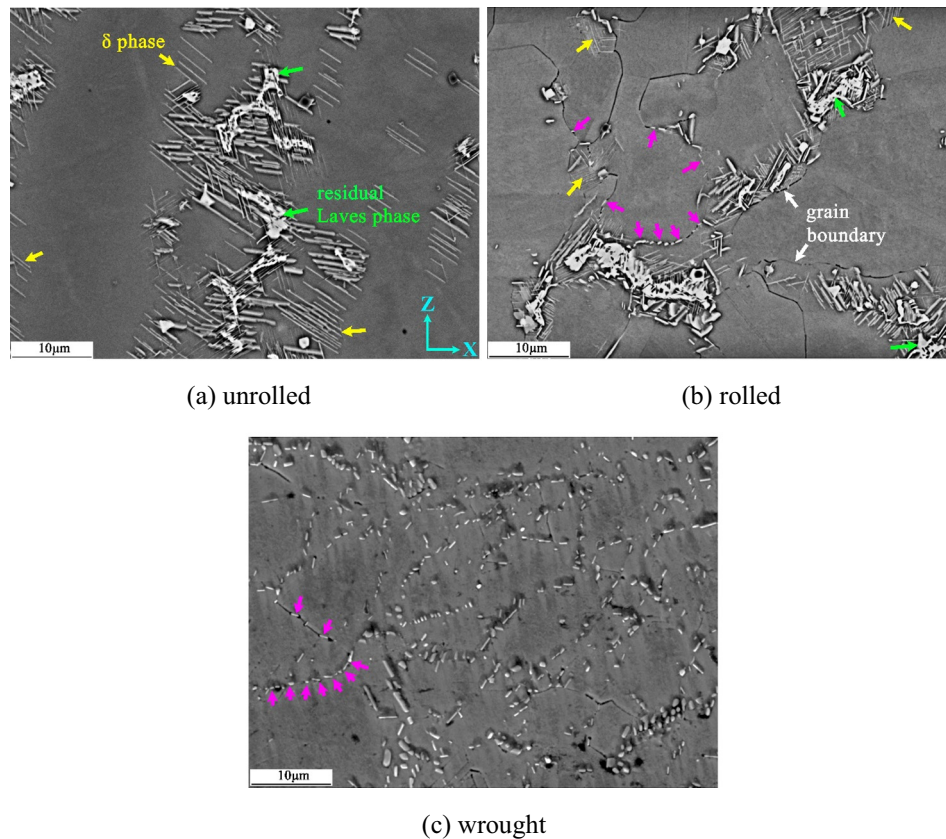 δ phase
residual
Laves phase
Z
X
10μm
(a) unrolled
grain
boundary
10μm
(b) rolled
10μm
(c) wrought